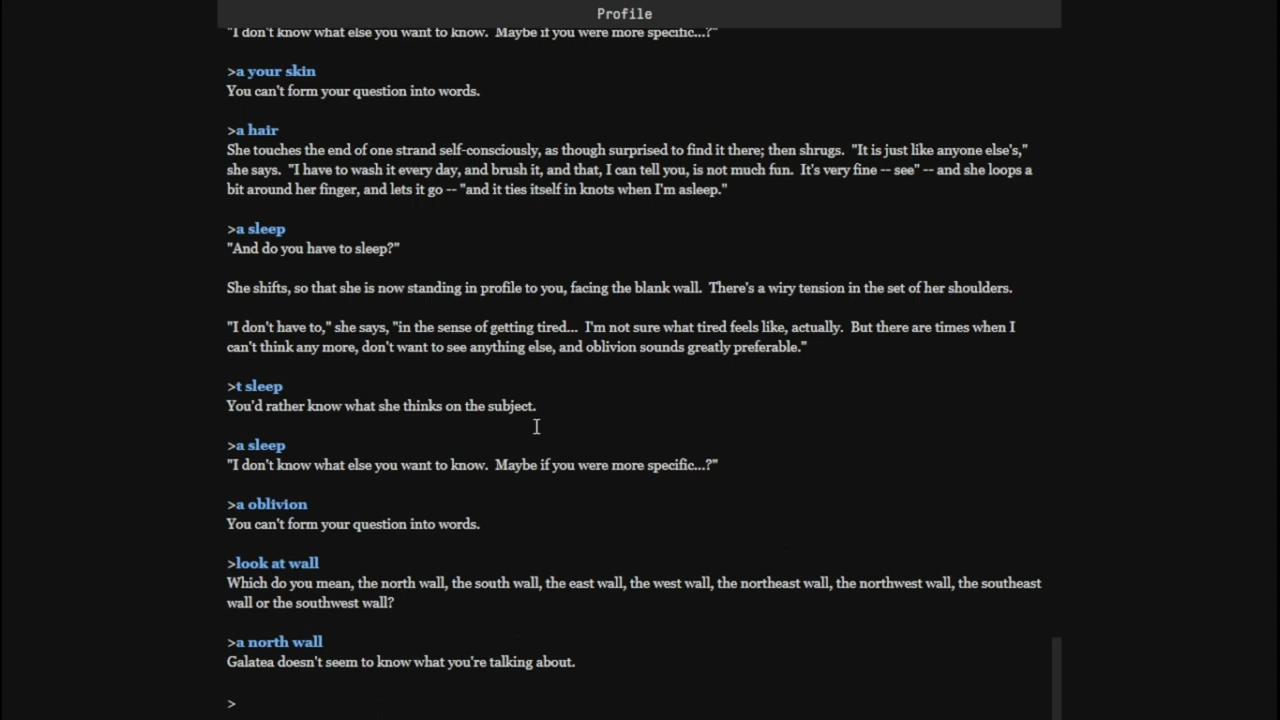 Profile
"I don't know what else you want to know.  Maybe if you were more specific...?"
>a your skin
You can't form your question into words.
>a hair
She touches the end of one strand self-consciously, as though surprised to find it there; then shrugs.  "It is just like anyone else's,"
she says.  "I have to wash it every day, and brush it, and that, I can tell you, is not much fun.  It's very fine -- see" -- and she loops a
bit around her finger, and lets it go -- "and it ties itself in knots when I'm asleep."
>a sleep
"And do you have to sleep?"
She shifts, so that she is now standing in profile to you, facing the blank wall.  There's a wiry tension in the set of her shoulders.
"I don't have to," she says, "in the sense of getting tired...  I'm not sure what tired feels like, actually.  But there are times when I
can't think any more, don't want to see anything else, and oblivion sounds greatly preferable."
>t sleep
You'd rather know what she thinks on the subject.
>a sleep
"I don't know what else you want to know.  Maybe if you were more specific...?"
>a oblivion
You can't form your question into words.
>look at wall
Which do you mean, the north wall, the south wall, the east wall, the west wall, the northeast wall, the northwest wall, the southeast
wall or the southwest wall?
>a north wall
Galatea doesn't seem to know what you're talking about.
>